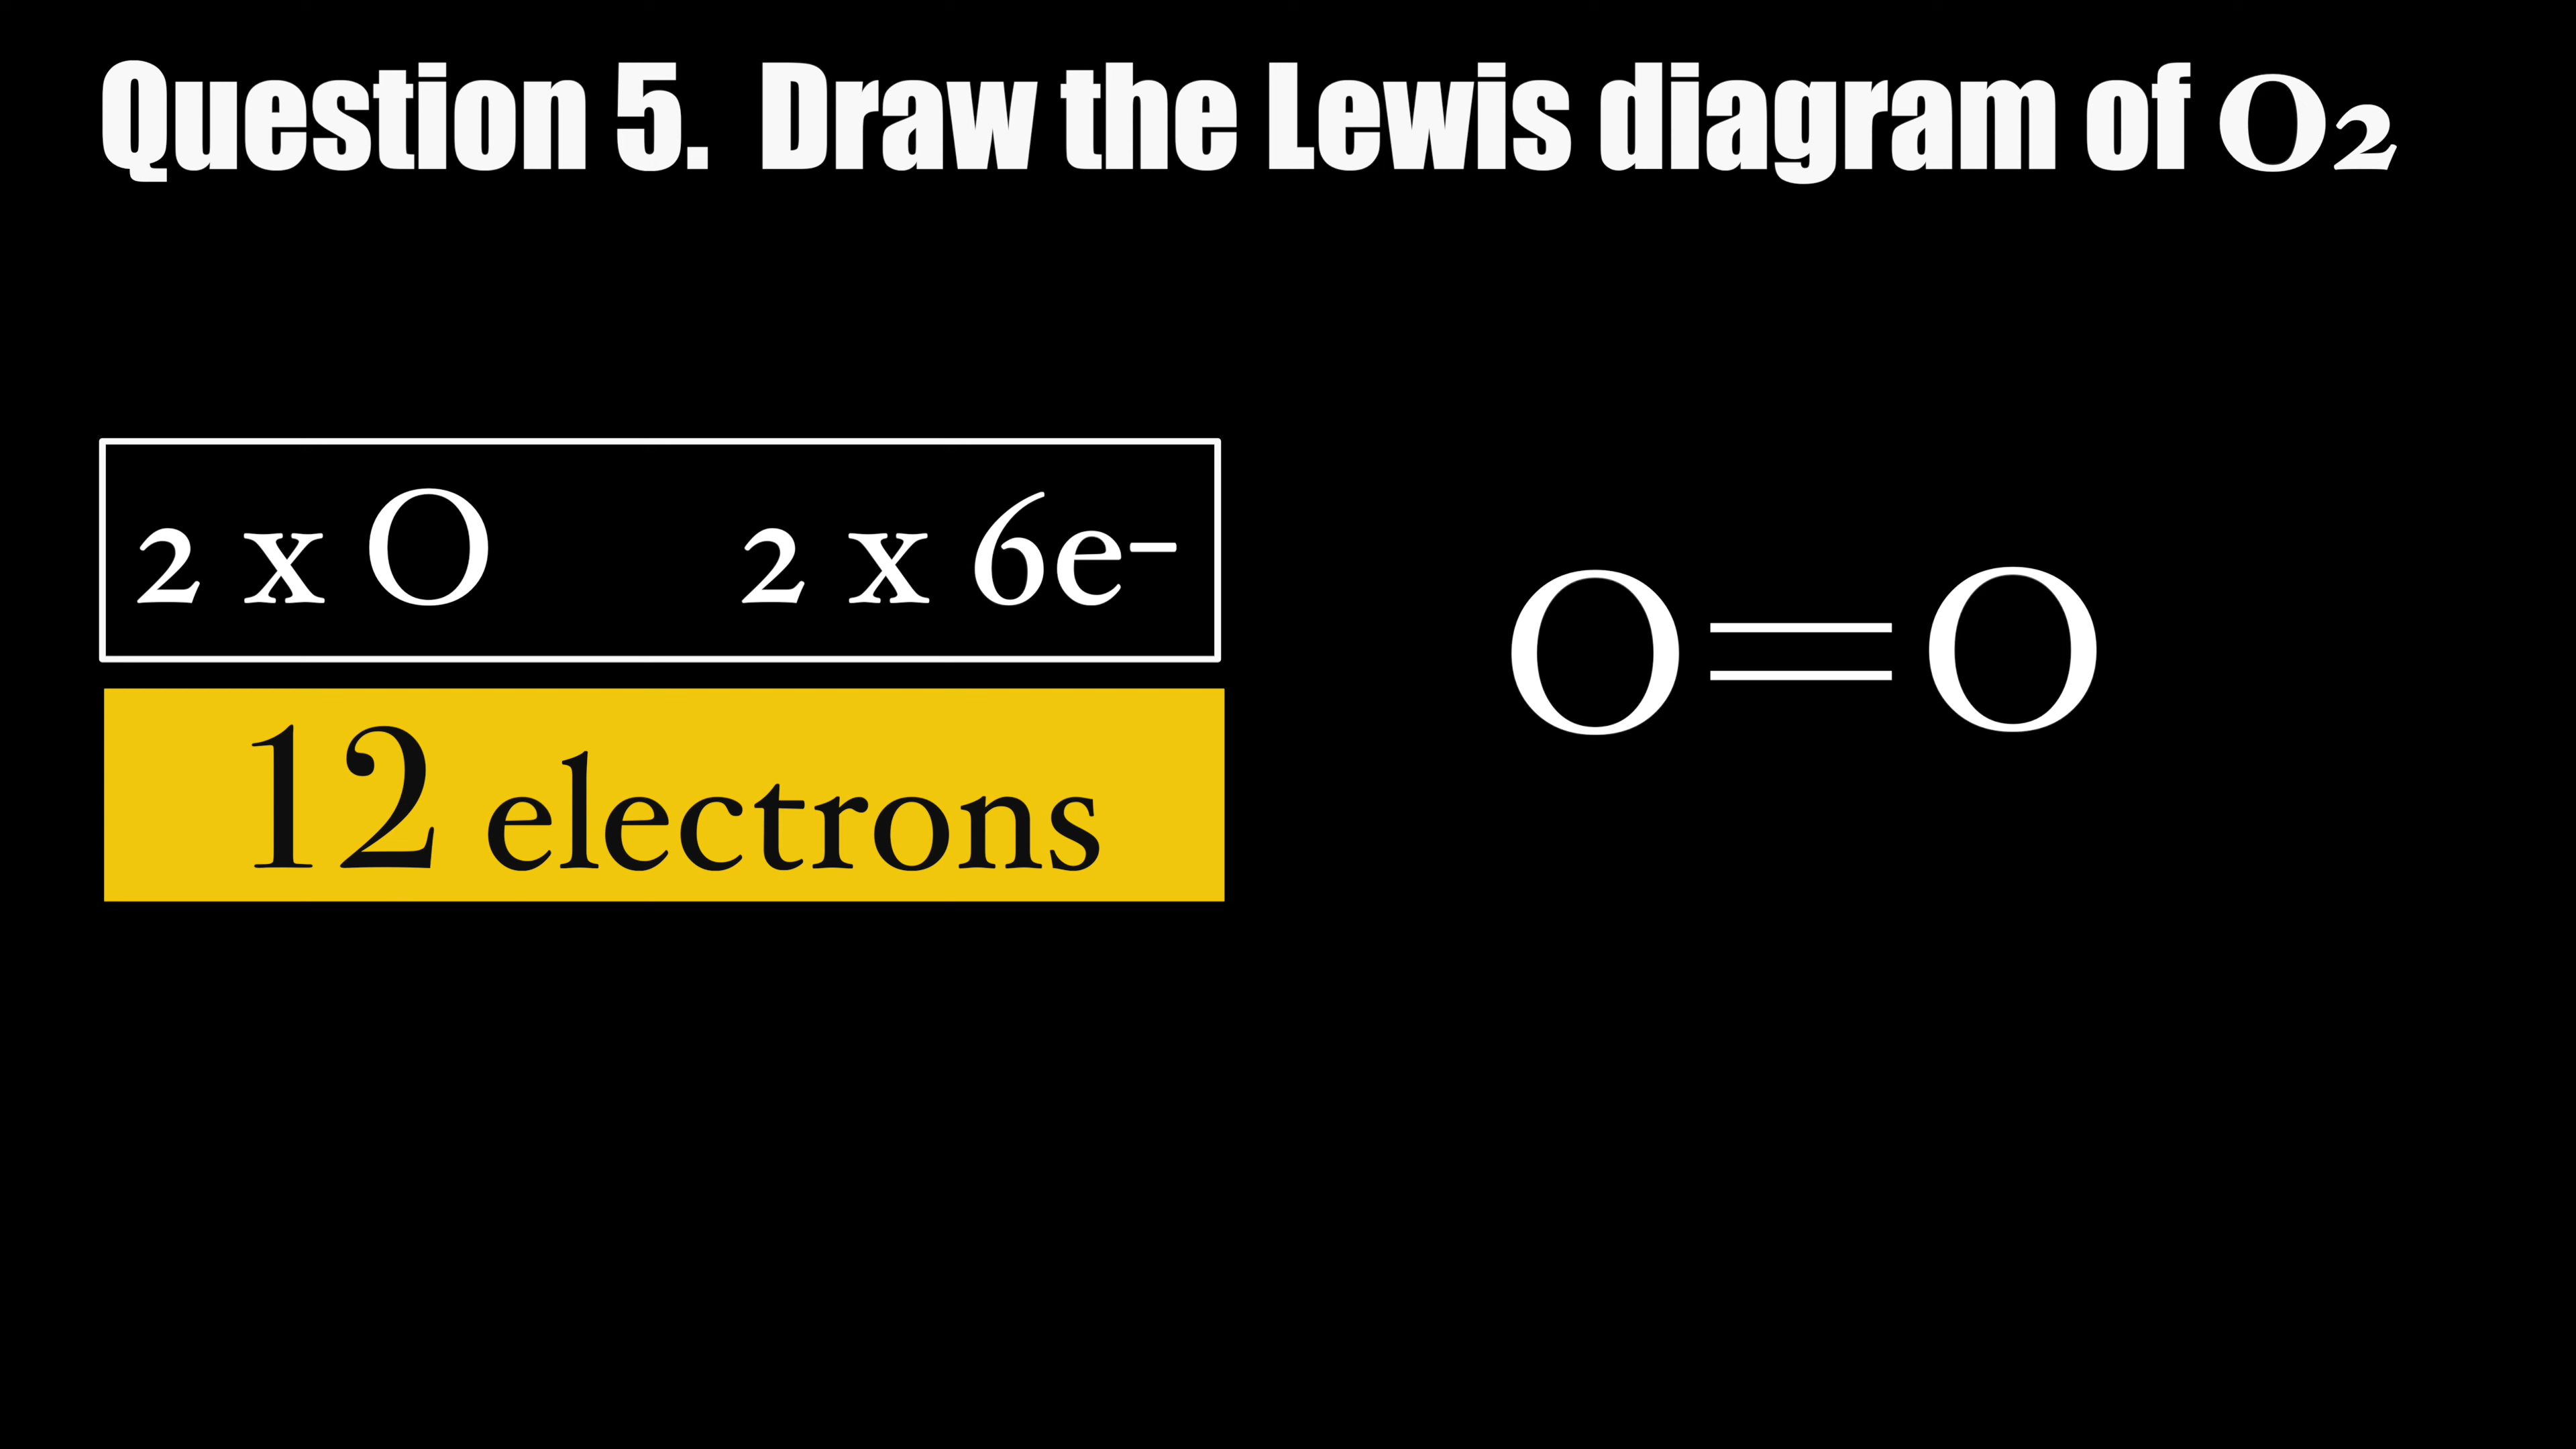 Question 5. Draw the Lewis diagram of O2
2 x O 2 x 6e-
12 electrons
O=O